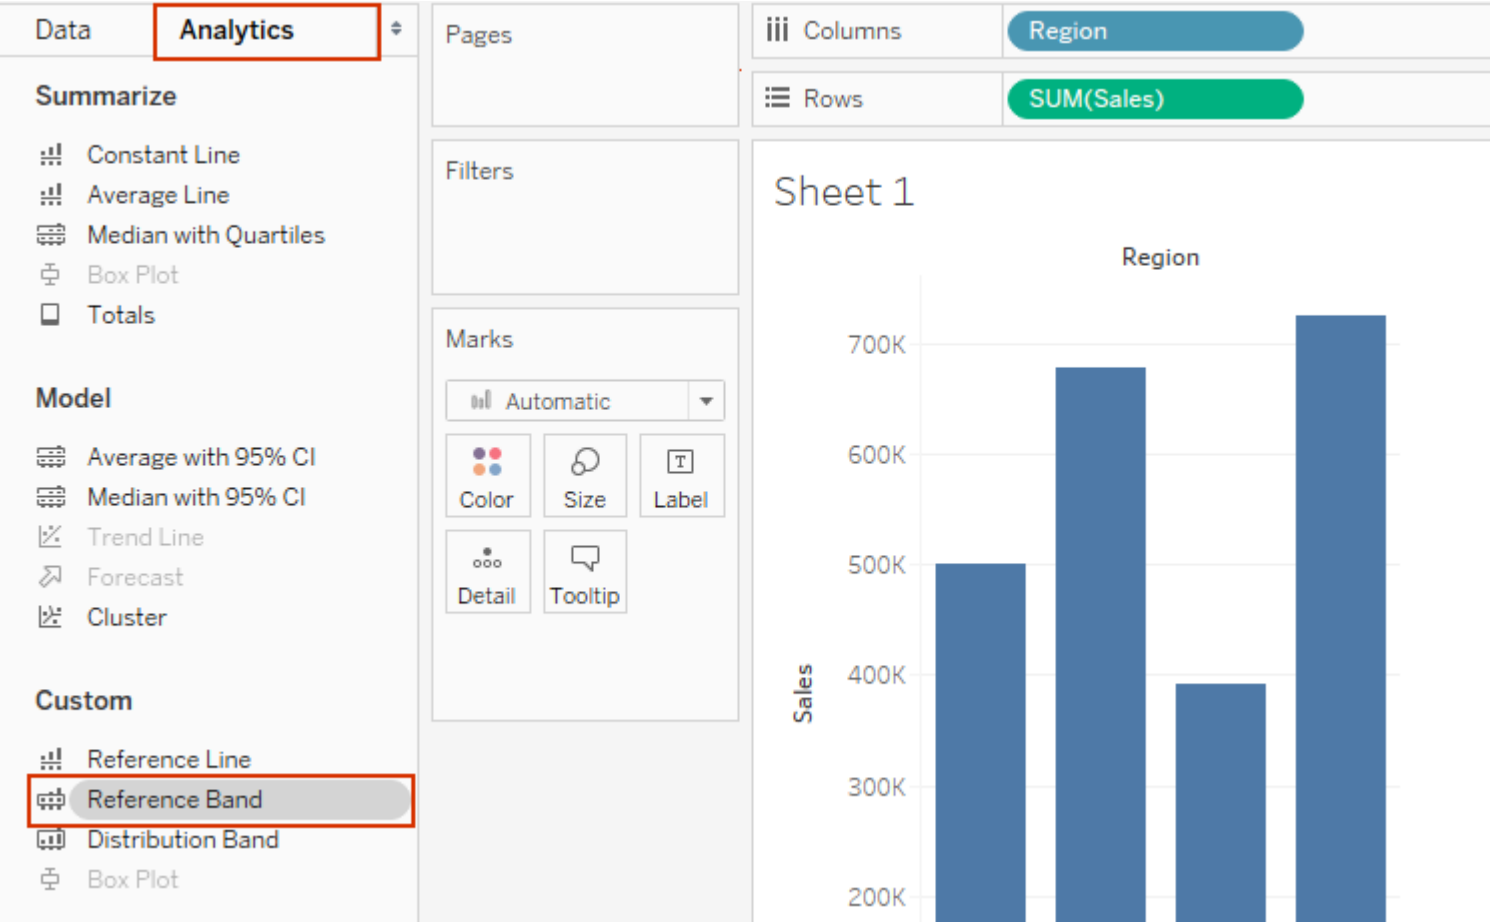 Data
Analytics
Summarize
Constant Line
Average Line
Median with Quartiles
Box Plot
Totals
Model
Average with 95% CI
Median with 95% CI
Trend Line
Forecast
Cluster
Custom
Reference Line
Reference Band
Distribution Band
Box Plot
Pages
Filters
Marks
Automatic
Color
Size
Label
Detail
Tooltip
Columns
Region
Rows
SUM(Sales)
Sheet 1
Region
Sales
700K
600K
500K
400K
300K
200K